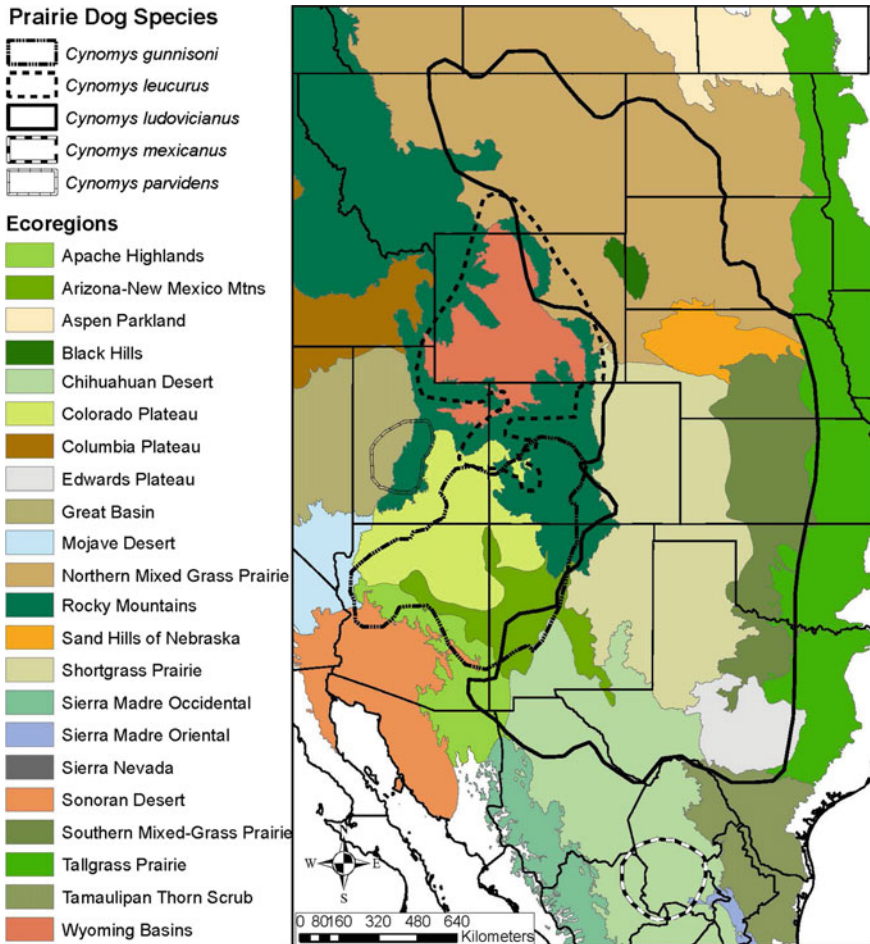 Prairie Dog Species
Cynomys gunnisoni
Cynomys leucurus
Cynomys ludovicianus
Cynomys mexicanus
Cynomys parvidens
Ecoregions
Apache Highlands
Arizona-New Mexico Mtns
Aspen Parkland
Black Hills
Chihuahuan Desert
Colorado Plateau
Columbia Plateau
Edwards Plateau
Great Basin
Mojave Desert
Northern Mixed Grass Prairie
Rocky Mountains
Sand Hills of Nebraska
Shortgrass Prairie
Sierra Madre Occidental
Sierra Madre Oriental
Sierra Nevada
Sonoran Desert
Southern Mixed-Grass Prairie
Tallgrass Prairie
Tamaulipan Thorn Scrub
Wyoming Basins
N
W E
S
0 80 160 320 480 640
Kilometers